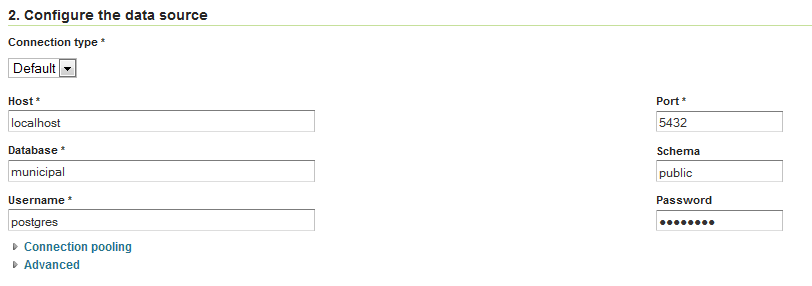 2. Configure the data source
Connection type *
Default
Host * Port *
localhost 5432
Database * Schema
municipal public
Username * Password
postgres ●●●●●●●●
Connection pooling
Advanced